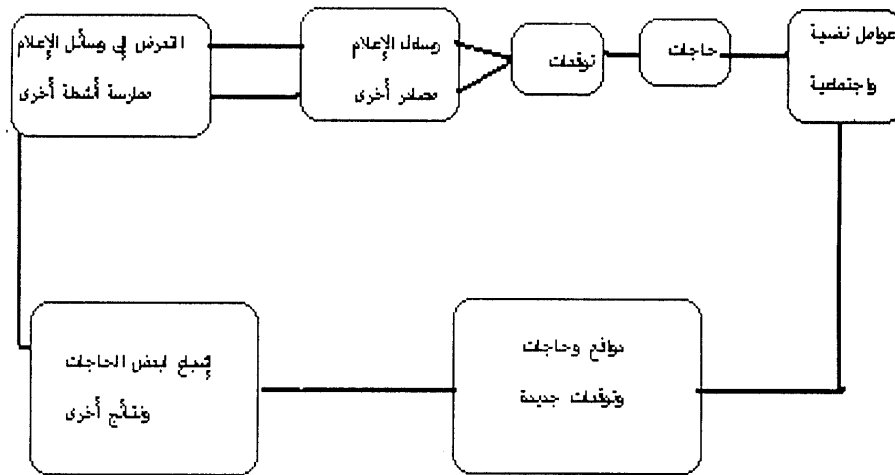 عوامل نفسية
واجتماعية
حاجات
توقعات
وسائل الإعلام
مصادر أخرى
التعرض إلى وسائل الإعلام
ممارسة أنشطة أخرى
إشباع لبعض الحاجات
ونتائج أخرى
دوافع وحاجات
وتوقعات جديدة